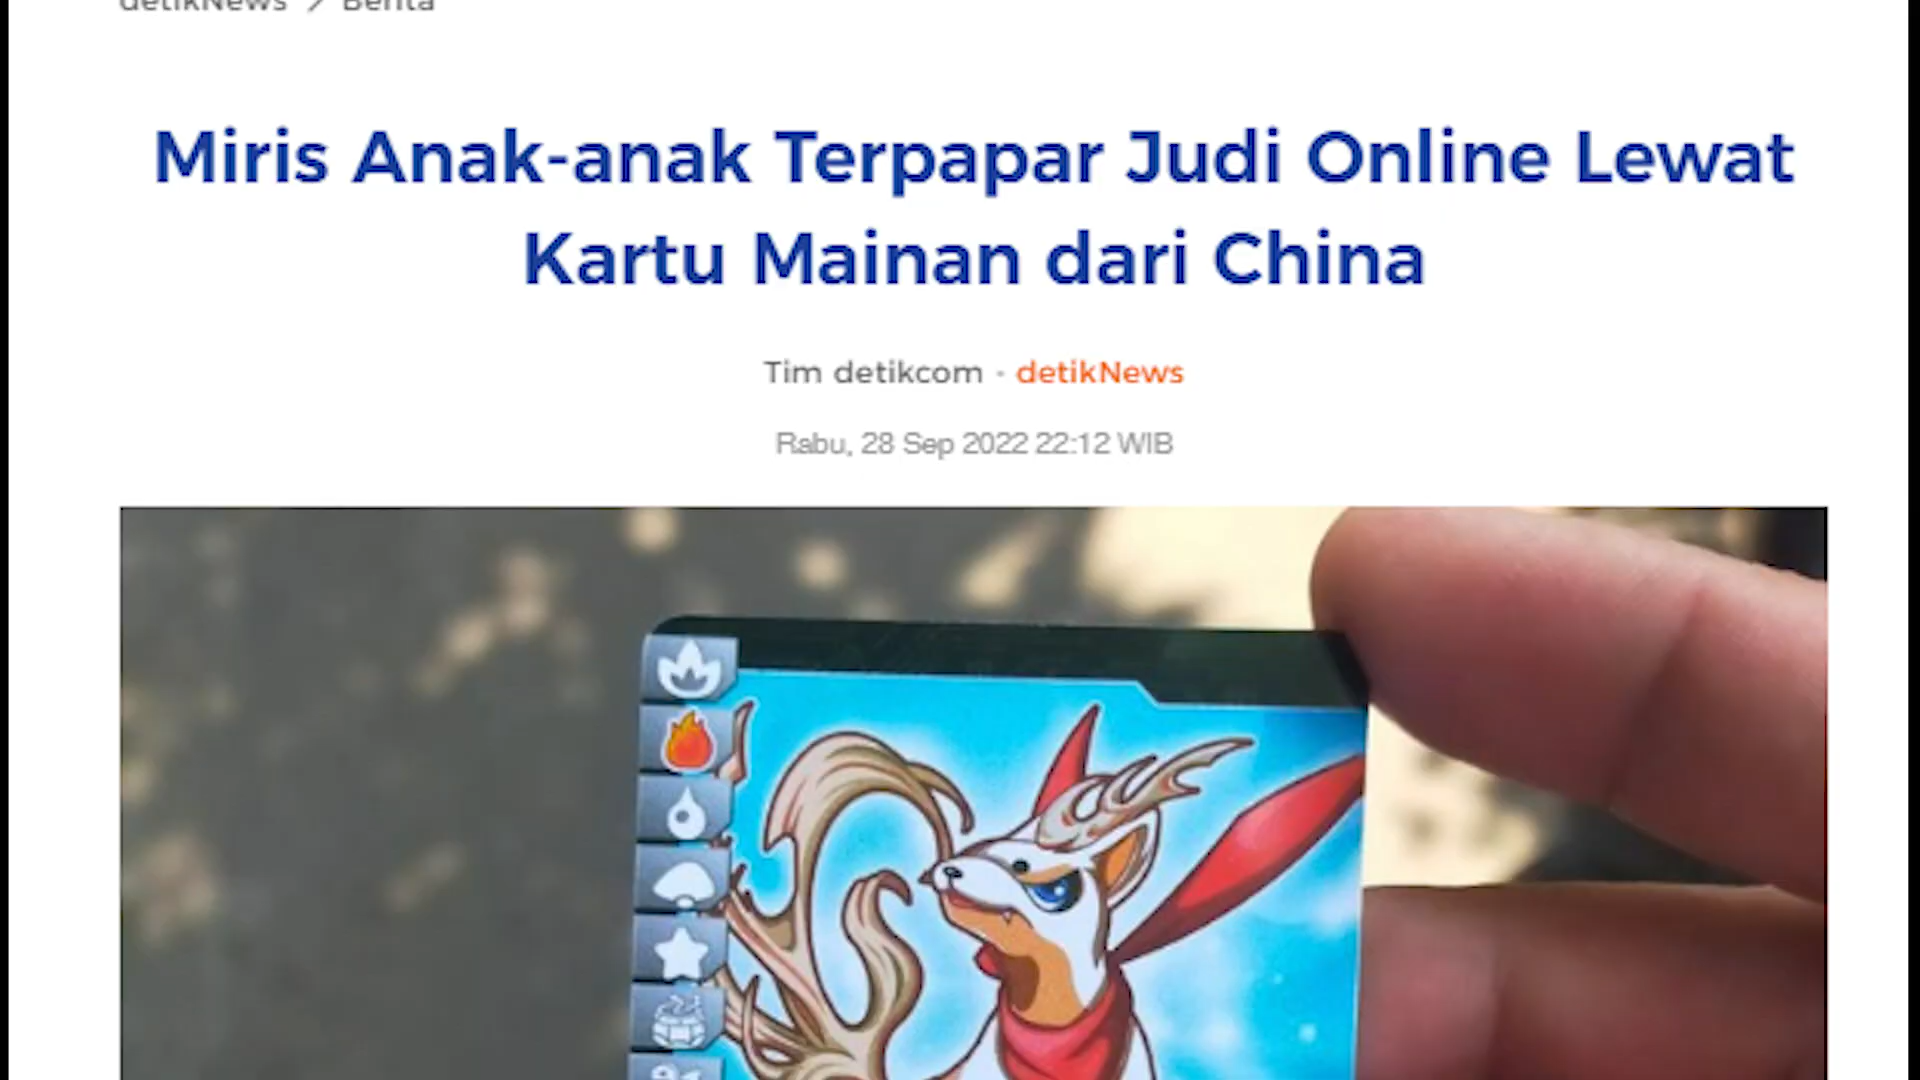 detikNews > Berita
Miris Anak-anak Terpapar Judi Online Lewat
Kartu Mainan dari China
Tim detikcom - detikNews
Rabu, 28 Sep 2022 22:12 WIB